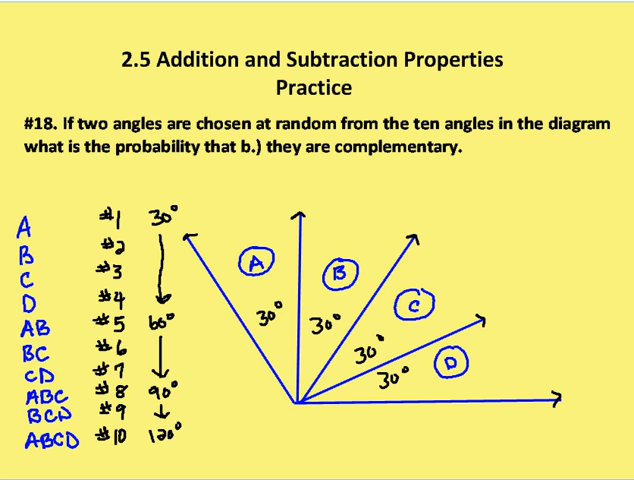 2.5 Addition and Subtraction Properties
Practice
#18. If two angles are chosen at random from the ten angles in the diagram
what is the probability that b.) they are complementary.
A #1 30°
B #2
C #3
D #4
AB #5 60°
BC #6
CD #7
ABC #8 90°
BCD #9
ABCD #10 120°
A
B
30°
30°
C
30°
D
30°